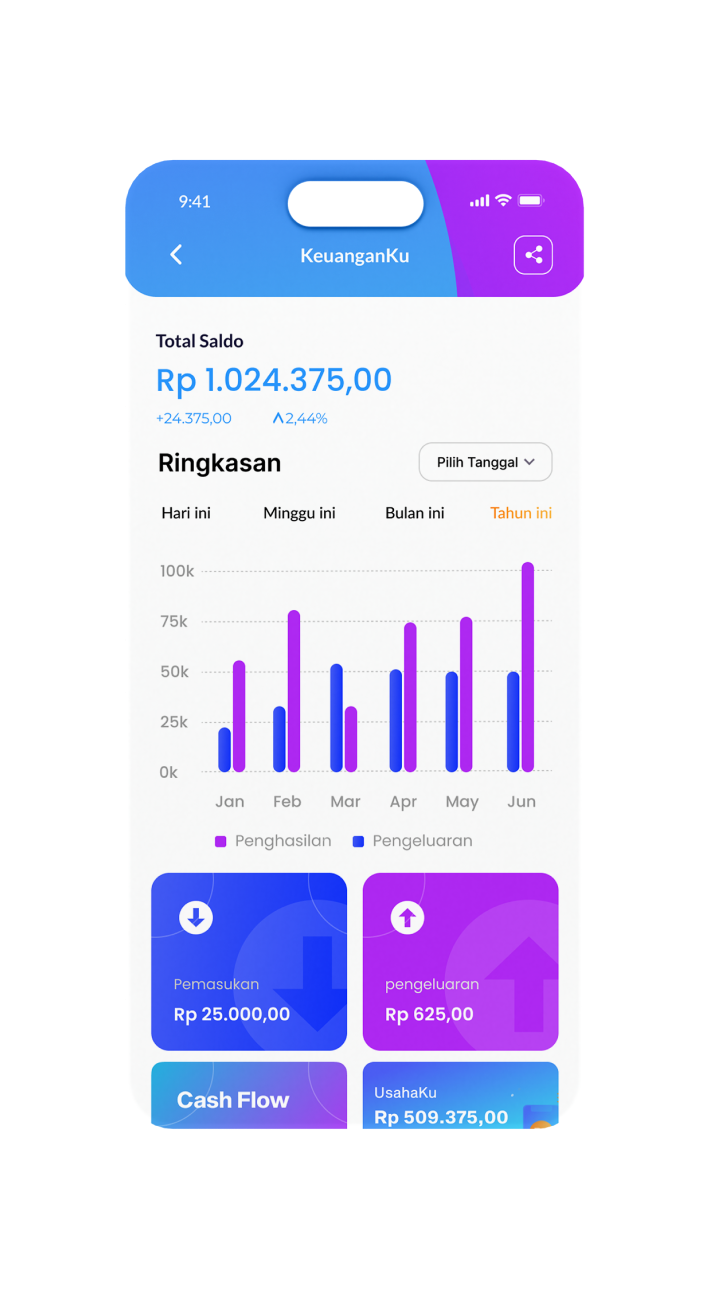 9:41
KeuanganKu
Total Saldo
Rp 1.024.375,00
+24.375,00 2,44%
Ringkasan
Pilih Tanggal
Hari ini Minggu ini Bulan ini Tahun ini
100k
75k
50k
25k
0k
Jan Feb Mar Apr May Jun
Penghasilan Pengeluaran
Pemasukan
Rp 25.000,00
pengeluaran
Rp 625,00
Cash Flow
UsahaKu
Rp 509.375,00